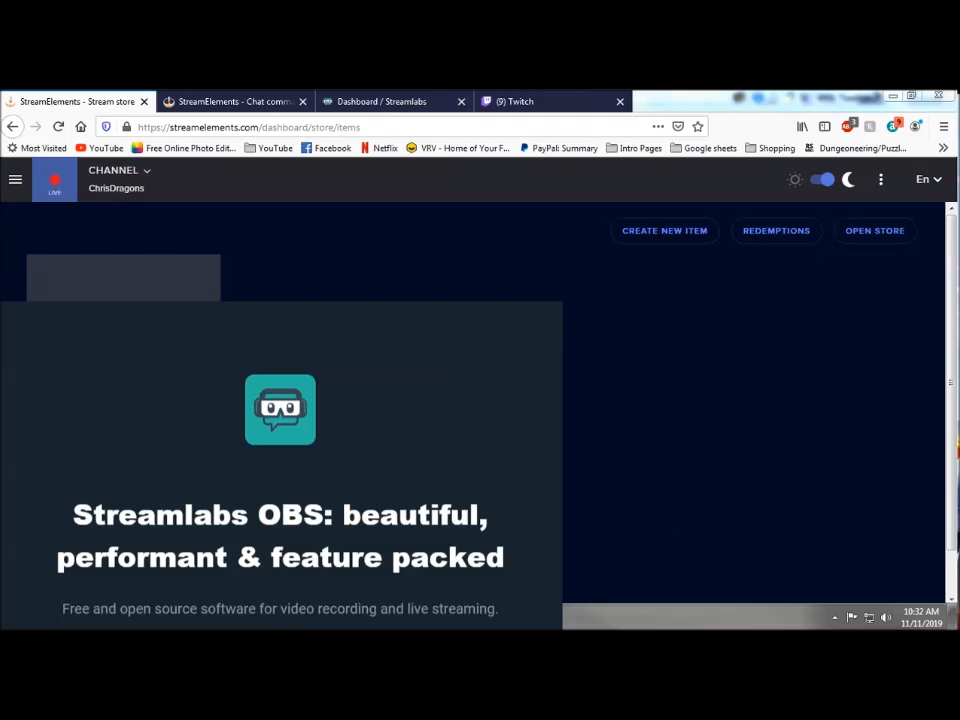 StreamElements - Stream store
StreamElements - Chat comm
Dashboard / Streamlabs
(9) Twitch
https://streamelements.com/dashboard/store/items
Most Visited
YouTube
Free Online Photo Edit...
YouTube
Facebook
Netflix
VRV - Home of Your F...
PayPal: Summary
Intro Pages
Google sheets
Shopping
Dungeoneering/Puzzl...
LIVE
CHANNEL
ChrisDragons
En
CREATE NEW ITEM
REDEMPTIONS
OPEN STORE
Streamlabs OBS: beautiful,
performant & feature packed
Free and open source software for video recording and live streaming.
10:32 AM
11/11/2019